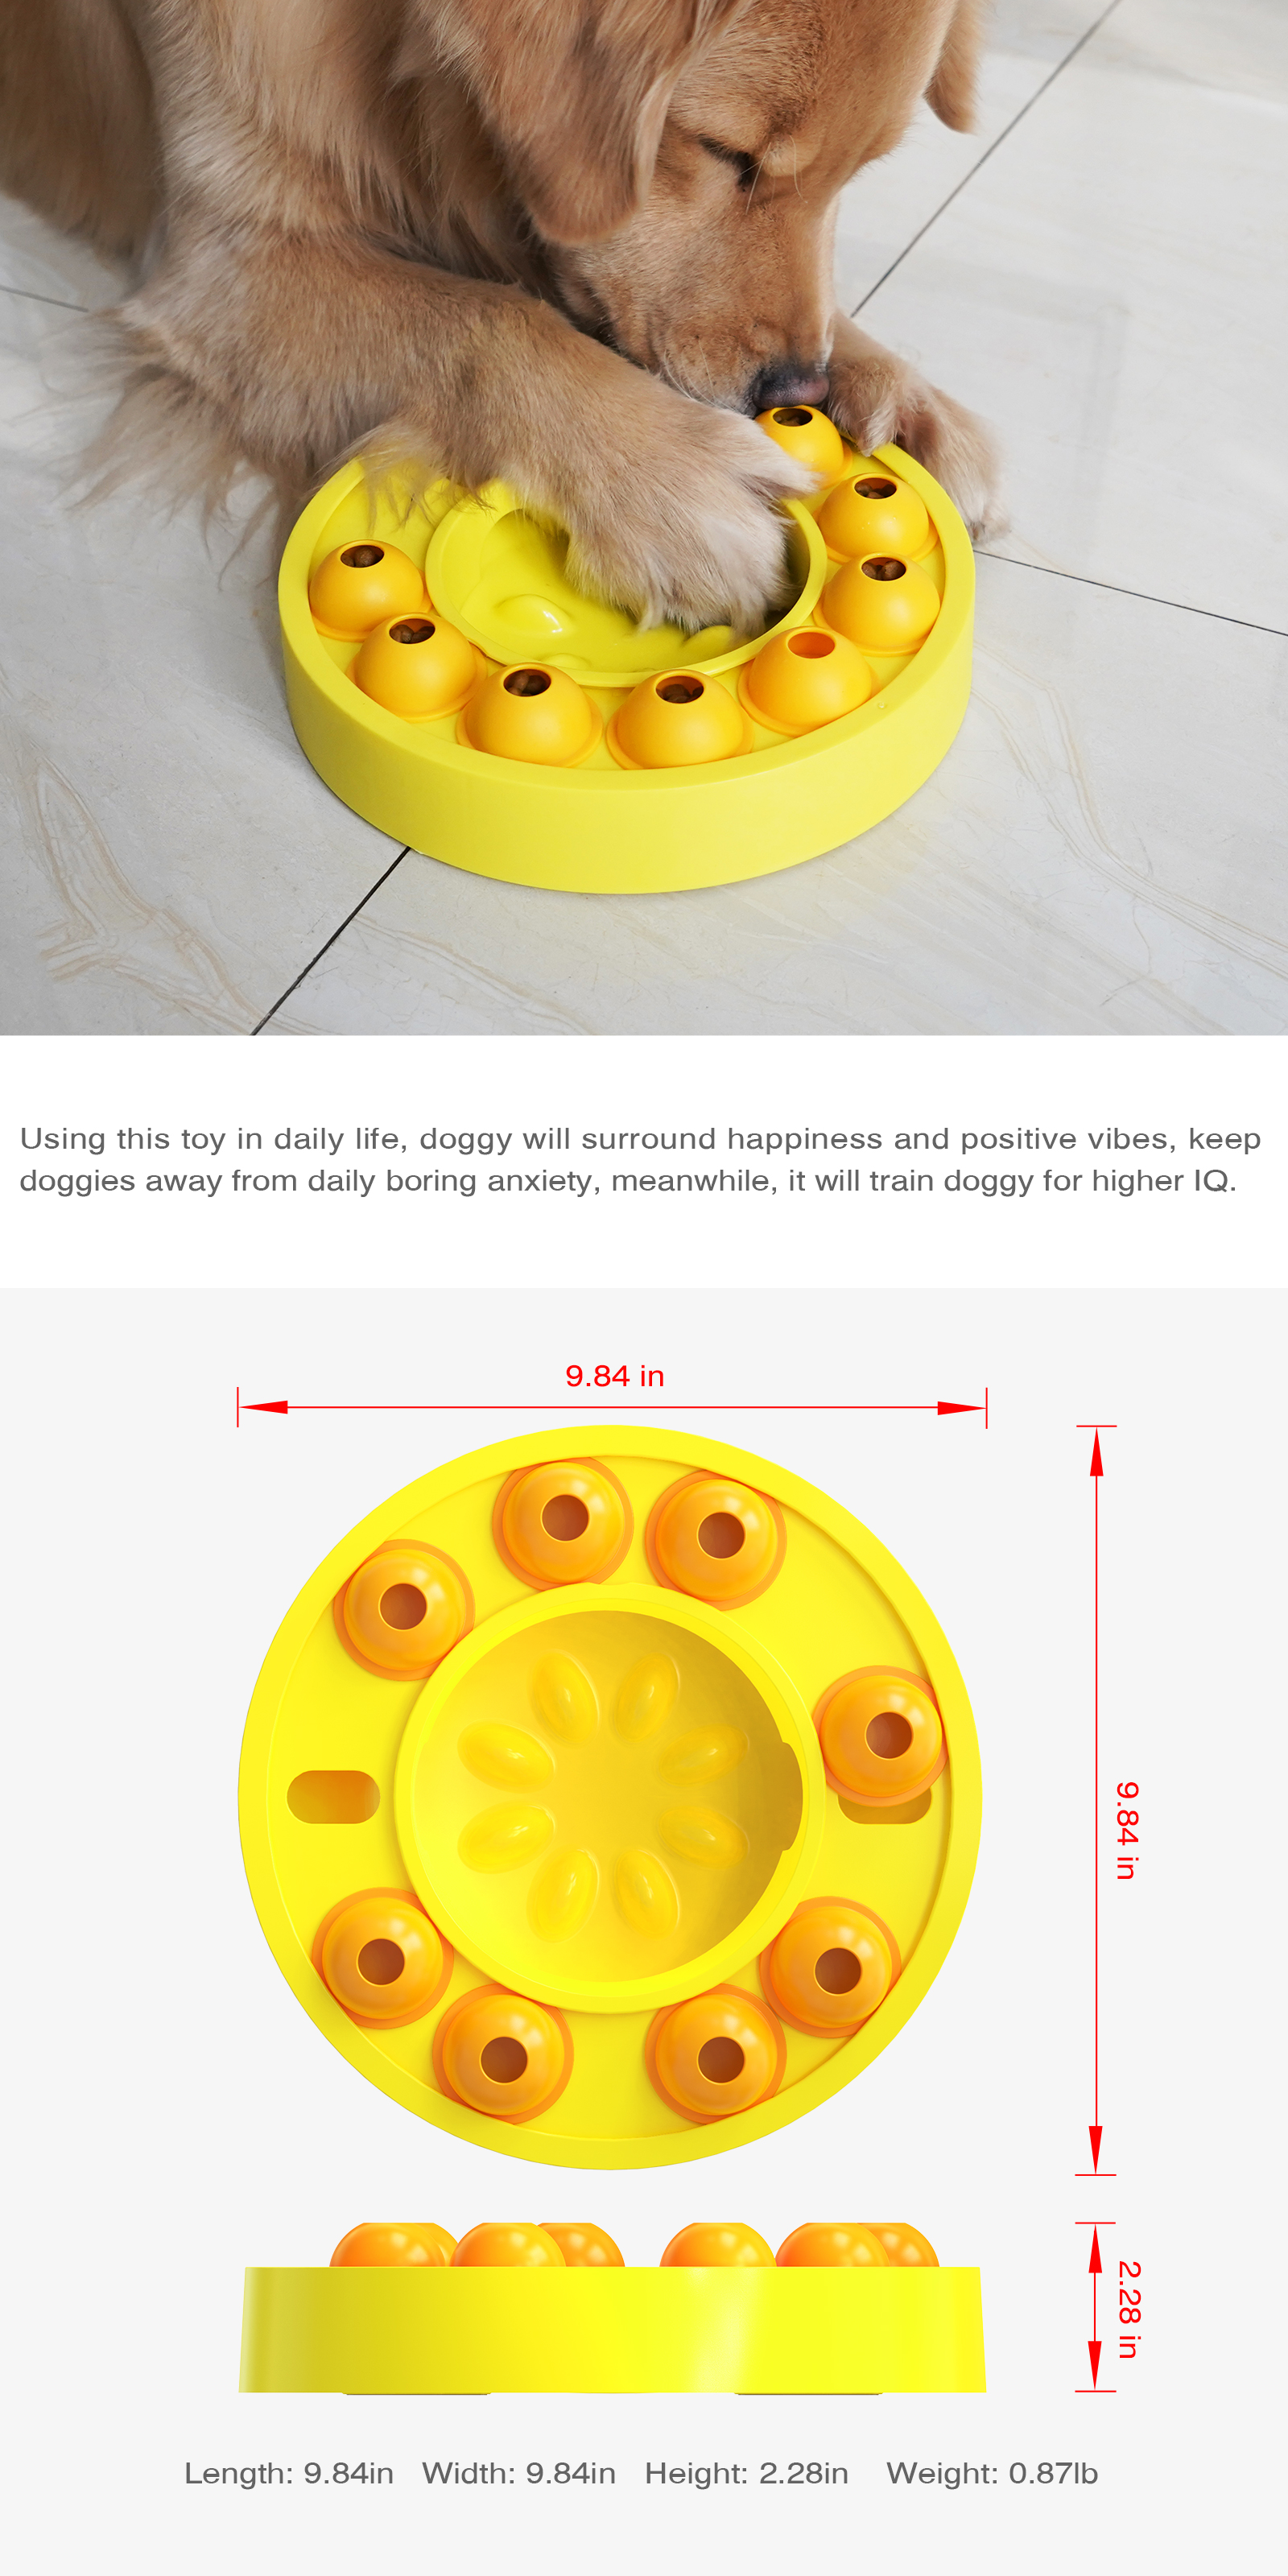 Using this toy in daily life, doggy will surround happiness and positive vibes, keep
doggies away from daily boring anxiety, meanwhile, it will train doggy for higher IQ.
9.84 in
9.84 in
2.28 in
Length: 9.84in Width: 9.84in Height: 2.28in Weight: 0.87lb